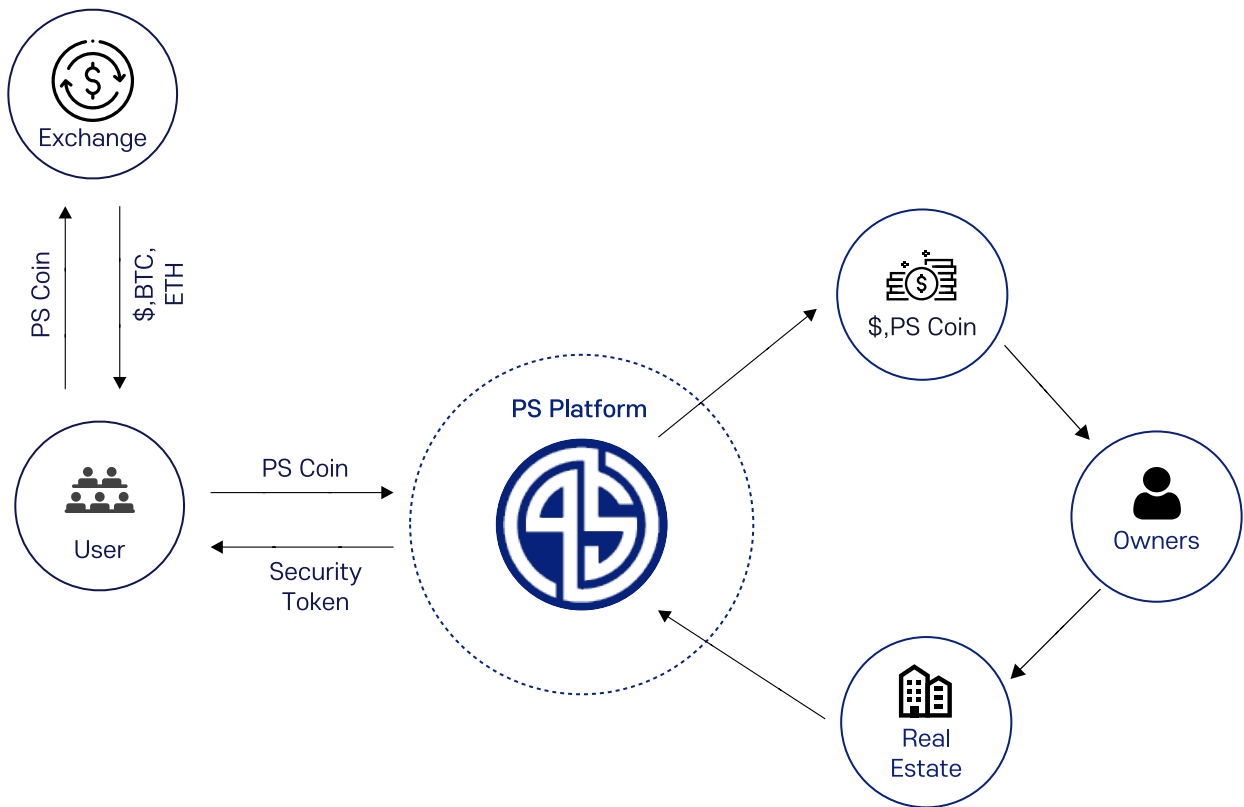 Exchange
PS Coin
$,BTC,
ETH
$,PS Coin
PS Platform
PS Coin
User
Security
Token
Owners
Real
Estate